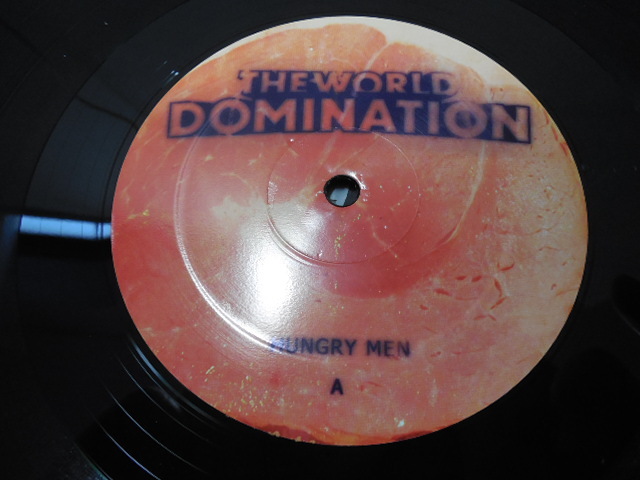 THE WORLD
DOMINATION
HUNGRY MEN
A